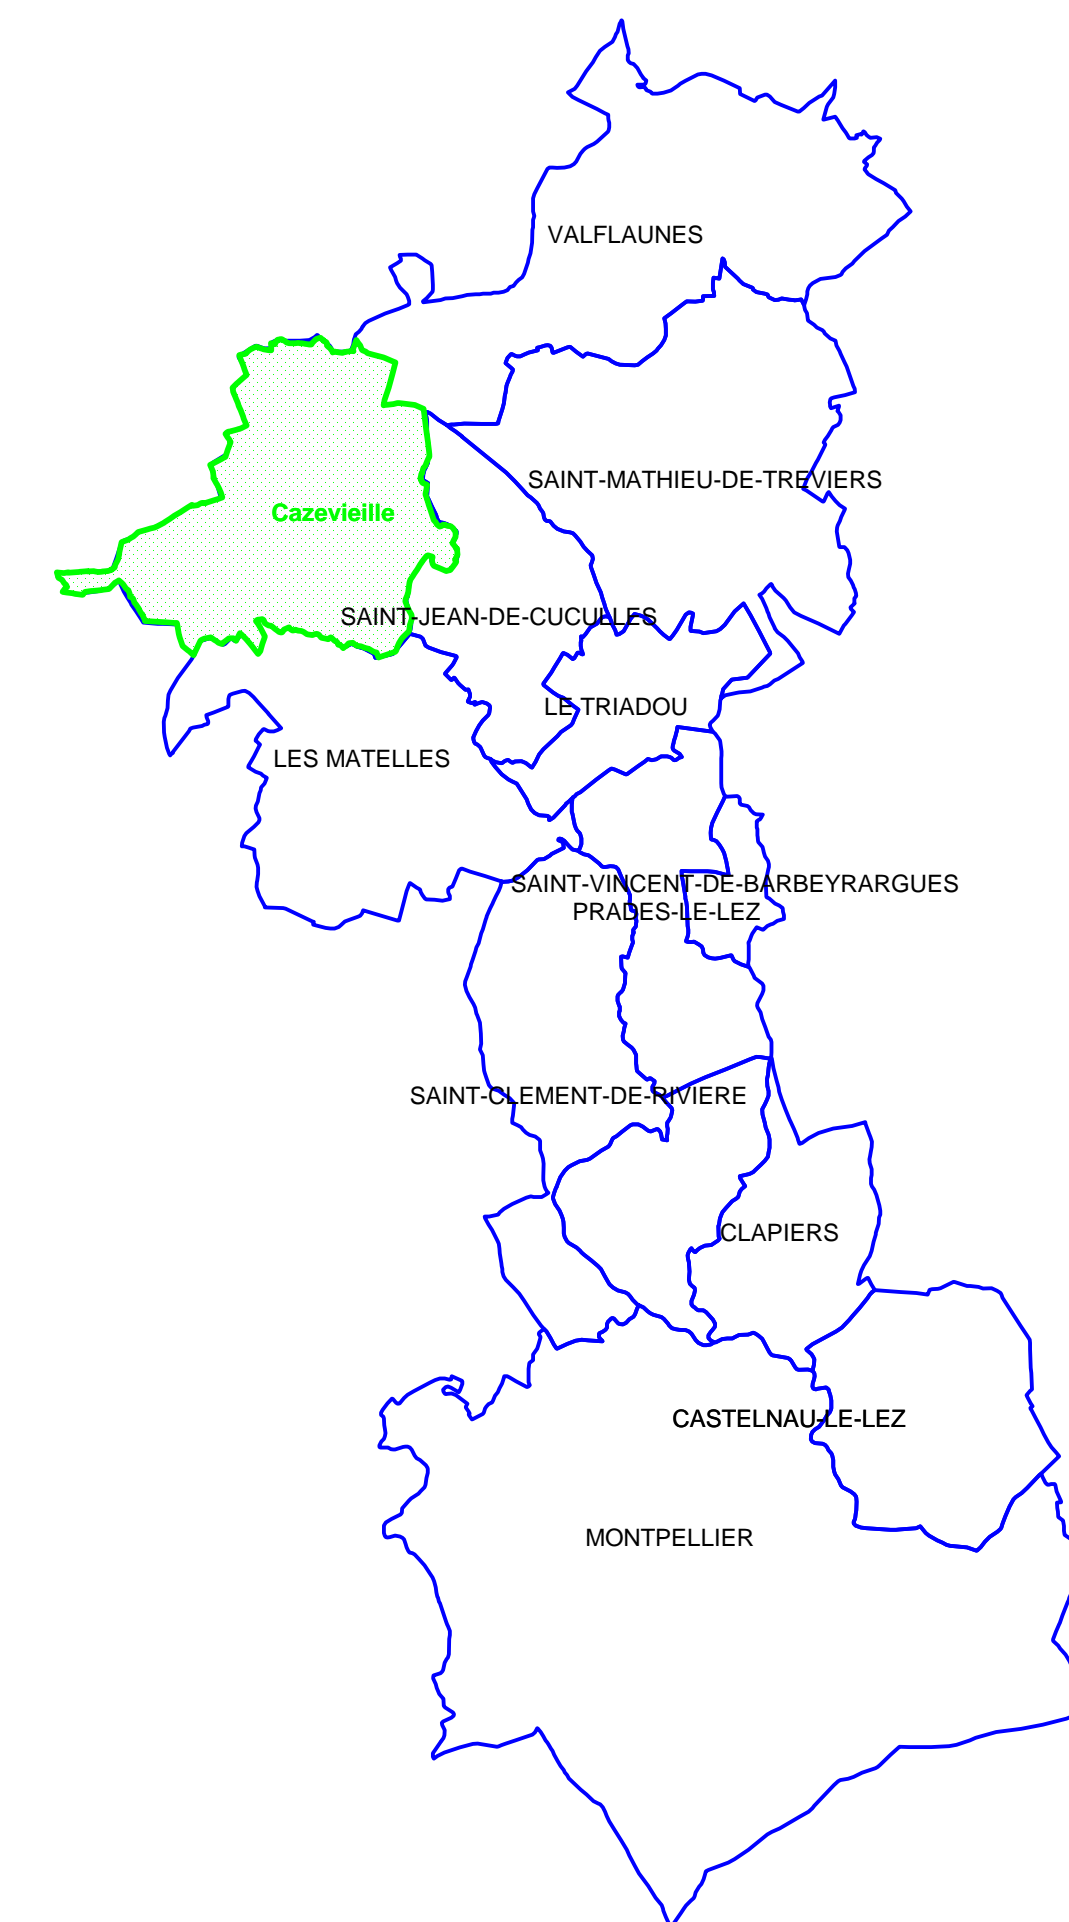 VALFLAUNES
SAINT-MATHIEU-DE-TREVIERS
Cazevieille
SAINT-JEAN-DE-CUCULLES
LE TRIADOU
LES MATELLES
SAINT-VINCENT-DE-BARBEYRARGUES
PRADES-LE-LEZ
SAINT-CLEMENT-DE-RIVIERE
CLAPIERS
CASTELNAU-LE-LEZ
MONTPELLIER